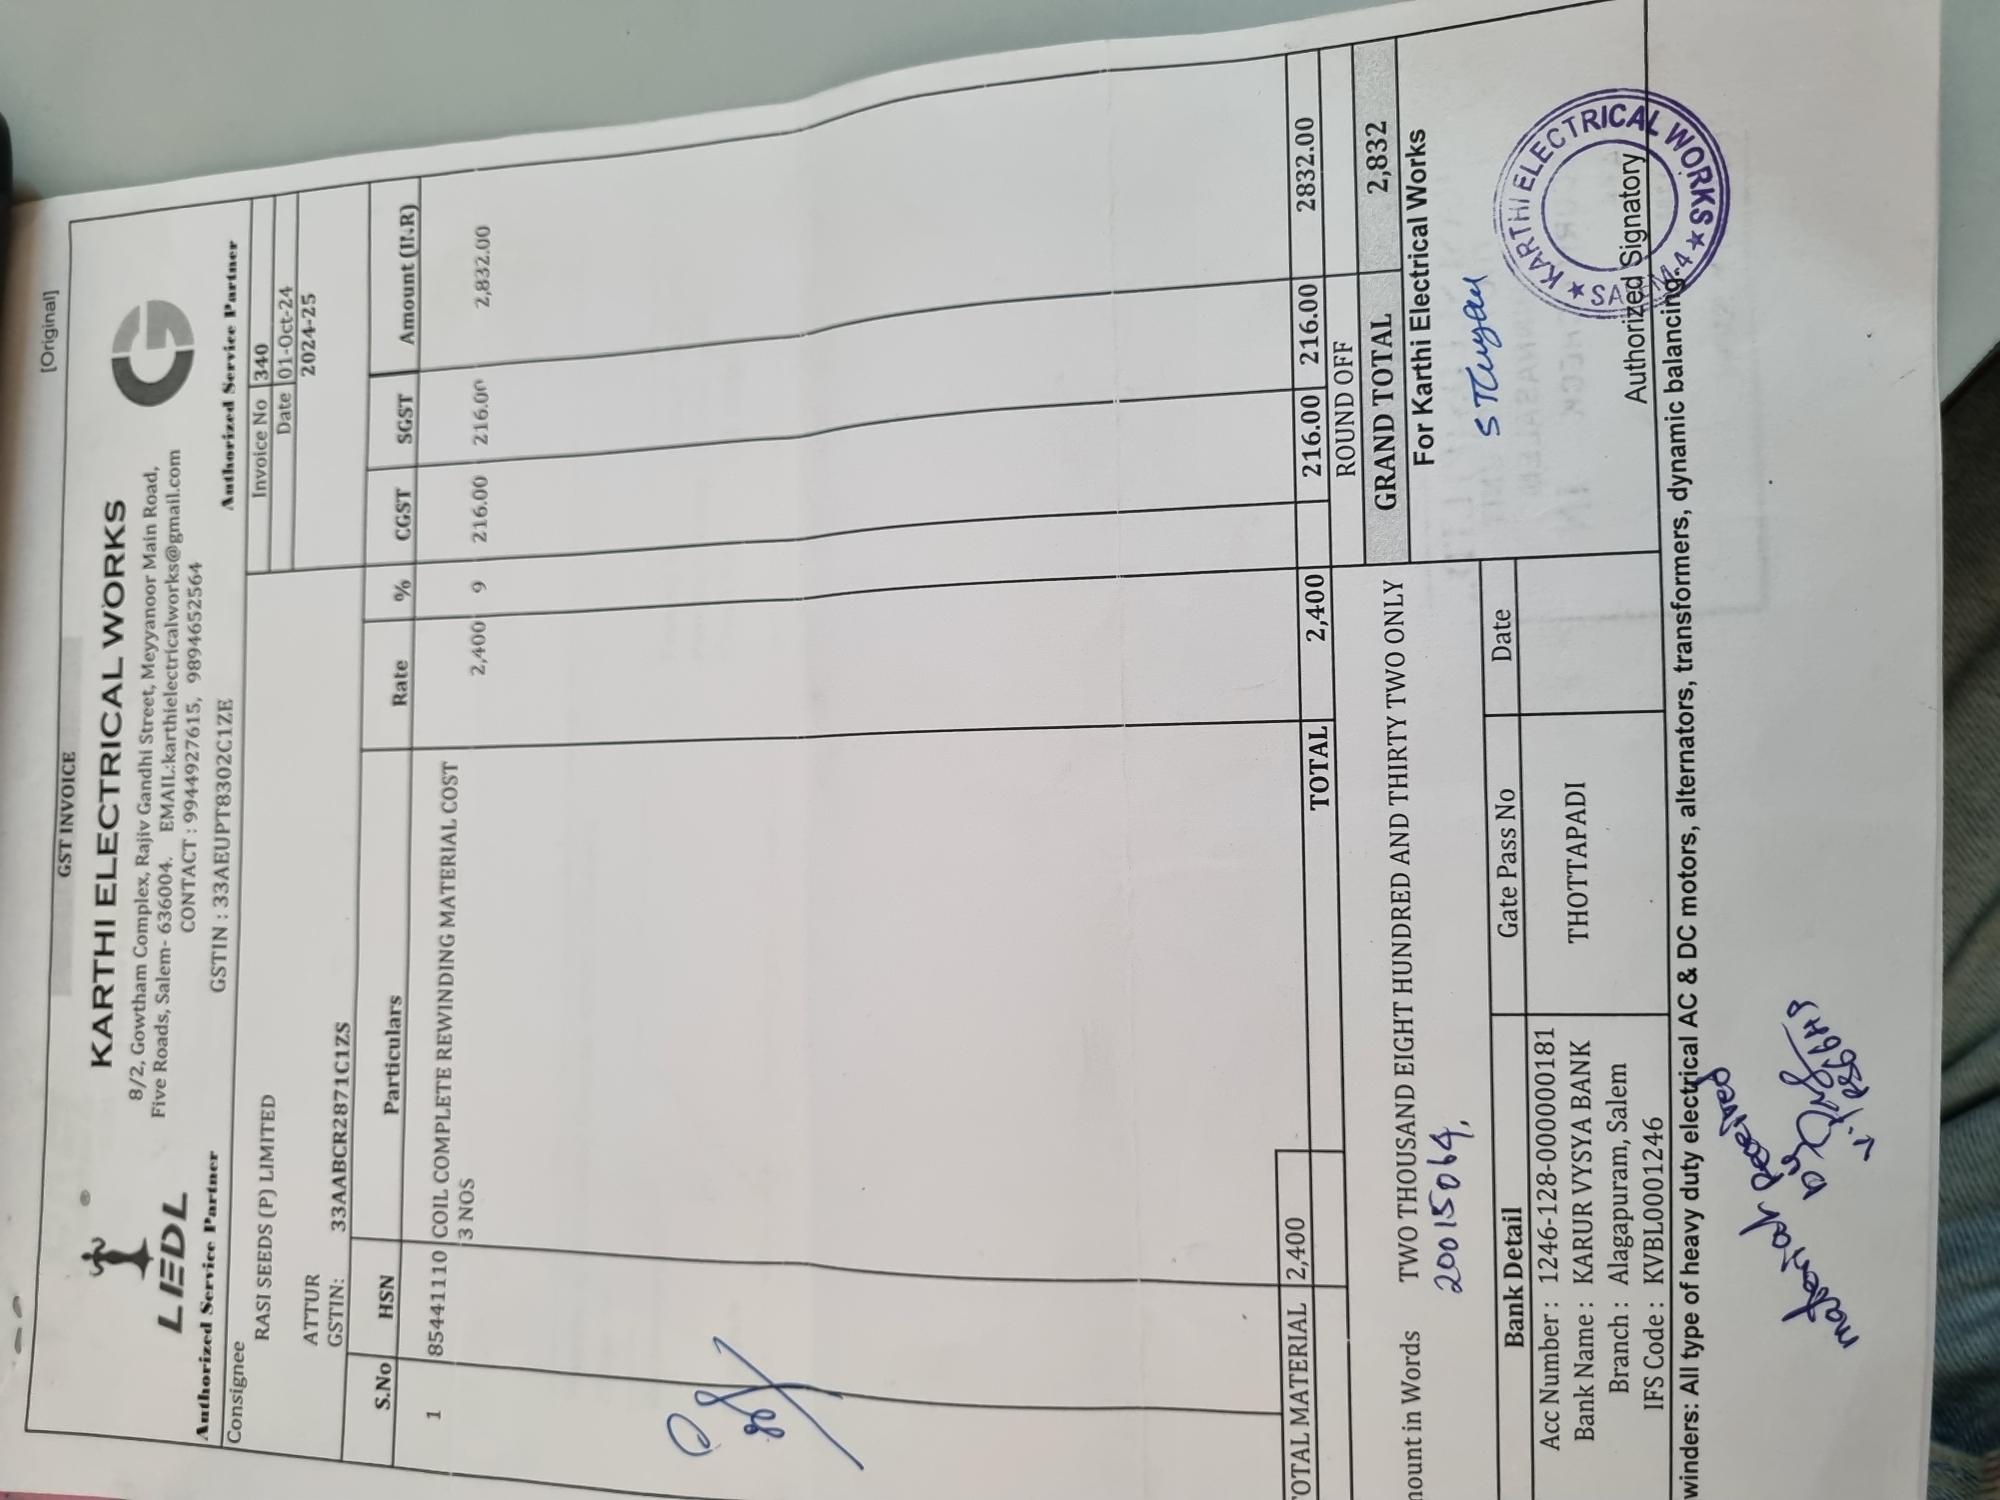 [Original]
GST INVOICE
KARTHI ELECTRICAL WORKS
8/2, Gowtham Complex, Rajiv Gandhi Street, Meyyanoor Main Road,
Five Roads, Salem- 636004. EMAIL:karthielectricalworks@gmail.com
CONTACT : 9944927615, 9894652564
GSTIN : 33AEUPT8302C1ZE
LEDL
Authorized Service Partner
G
Authorized Service Partner
Consignee
RASI SEEDS (P) LIMITED
ATTUR
GSTIN: 33AABCR2871C1ZS
Invoice No 340
Date 01-Oct-24
2024-25
S.No HSN Particulars Rate % CGST SGST Amount (INR)
1 85441110 COIL COMPLETE REWINDING MATERIAL COST
3 NOS 2,400 9 216.00 216.00 2,832.00
OTAL MATERIAL 2,400
TOTAL 2,400 216.00 216.00 2832.00
ROUND OFF
GRAND TOTAL 2,832
nount in Words TWO THOUSAND EIGHT HUNDRED AND THIRTY TWO ONLY
20015064,
For Karthi Electrical Works
Bank Detail Gate Pass No Date
Acc Number : 1246-128-000000181
Bank Name : KARUR VYSYA BANK THOTTAPADI
Branch : Alagapuram, Salem
IFS Code : KVBL0001246
Authorized Signatory
★ KARTHI ELECTRICAL WORKS ★ SALEM-4
winders: All type of heavy duty electrical AC & DC motors, alternators, transformers, dynamic balancing.
material received
by